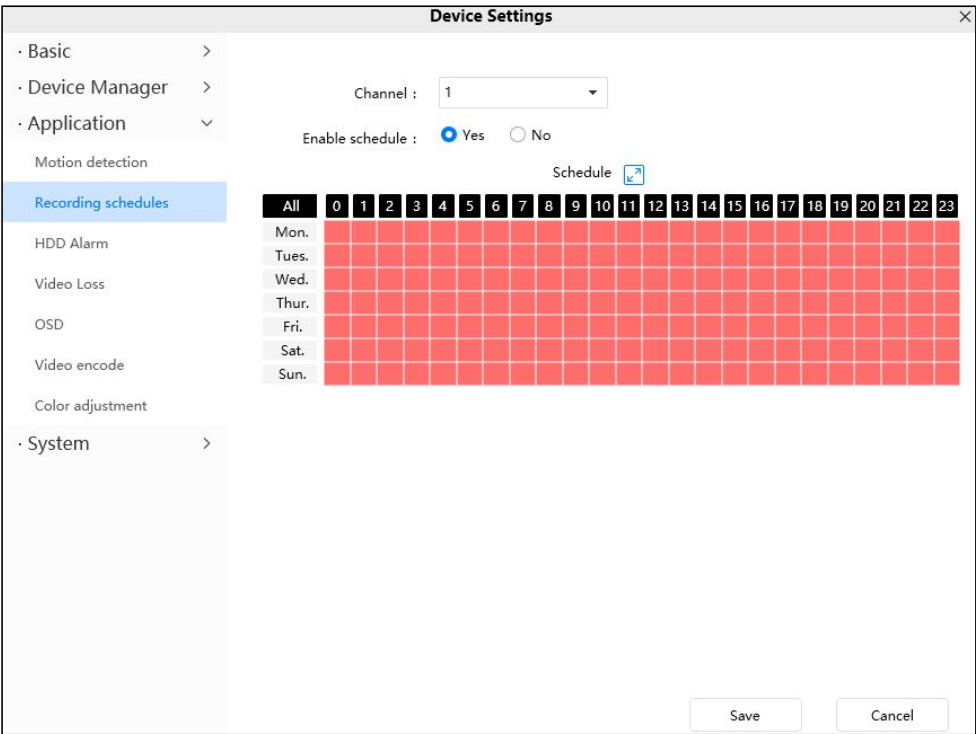 Device Settings
· Basic
· Device Manager
· Application
Motion detection
Recording schedules
HDD Alarm
Video Loss
OSD
Video encode
Color adjustment
· System
Channel : 1
Enable schedule : Yes No
Schedule
All 0 1 2 3 4 5 6 7 8 9 10 11 12 13 14 15 16 17 18 19 20 21 22 23
Mon.
Tues.
Wed.
Thur.
Fri.
Sat.
Sun.
Save Cancel